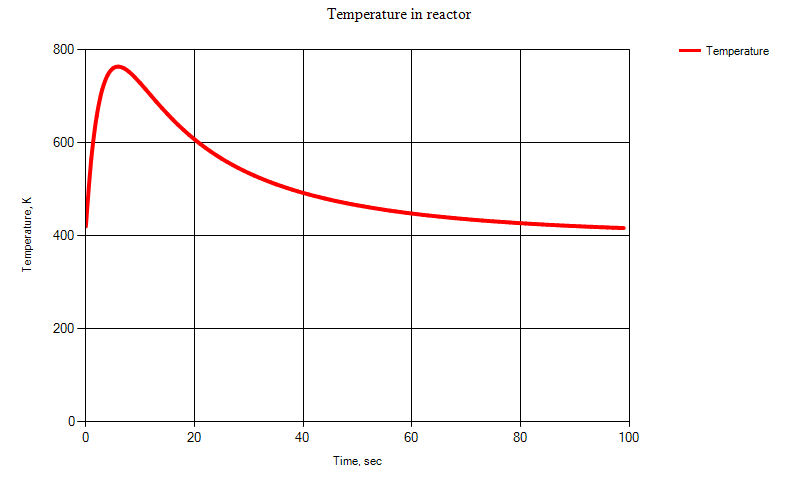 Temperature in reactor
Temperature
800
600
400
200
0
Temperature, K
0 20 40 60 80 100
Time, sec